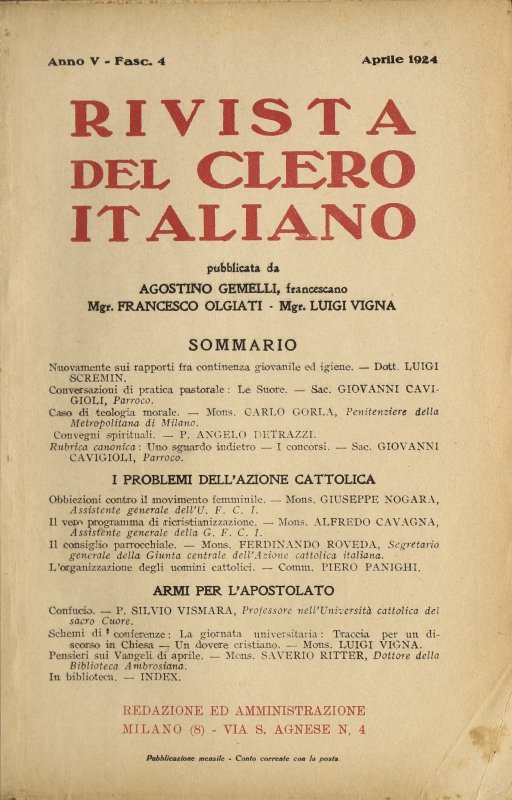 Anno V - Fasc. 4
Aprile 1924
RIVISTA
DEL CLERO
ITALIANO
pubblicata da
AGOSTINO GEMELLI, francescano
Mgr. FRANCESCO OLGIATI - Mgr. LUIGI VIGNA
SOMMARIO
Nuovamente sui rapporti fra continenza giovanile ed igiene. — Dott. LUIGI
SCREMIN.
Conversazioni di pratica pastorale: Le Suore. — Sac. GIOVANNI CAVI-
GIOLI, Parroco.
Caso di teologia morale. — Mons. CARLO GORLA, Penitenziere della
Metropolitana di Milano.
Convegni spirituali. — P. ANGELO DETRAZZI.
Rubrica canonica: Uno sguardo indietro — I concorsi. — Sac. GIOVANNI
CAVIGIOLI, Parroco.
I PROBLEMI DELL'AZIONE CATTOLICA
Obbiezioni contro il movimento femminile. — Mons. GIUSEPPE NOGARA,
Assistente generale dell'U. F. C. I.
Il vero programma di ricristianizzazione. — Mons. ALFREDO CAVAGNA,
Assistente generale della G. F. C. I.
Il consiglio parrocchiale. — Mons. FERDINANDO ROVEDA, Segretario
generale della Giunta centrale dell'Azione cattolica italiana.
L'organizzazione degli uomini cattolici. — Comm. PIERO PANIGHI.
ARMI PER L'APOSTOLATO
Confucio. — P. SILVIO VISMARA, Professore nell'Università cattolica del
sacro Cuore.
Schemi di conferenze: La giornata universitaria: Traccia per un di-
scorso in Chiesa — Un dovere cristiano. — Mons. LUIGI VIGNA.
Pensieri sui Vangeli di aprile. — Mons. SAVERIO RITTER, Dottore della
Biblioteca Ambrosiana.
In biblioteca. — INDEX.
REDAZIONE ED AMMINISTRAZIONE
MILANO (8) - VIA S. AGNESE N. 4
Pubblicazione mensile - Conto corrente con la posta.